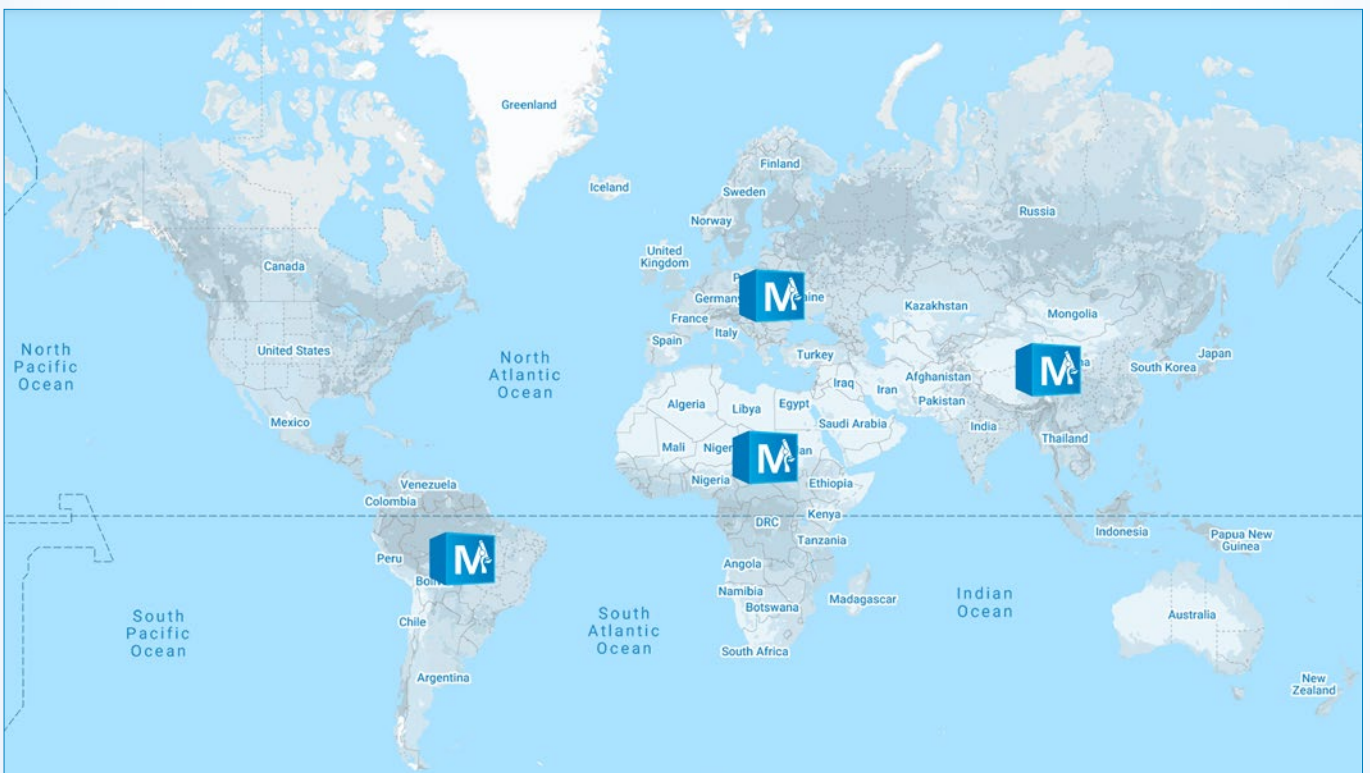 Greenland
Finland
Iceland
Sweden
Russia
Norway
United
Kingdom
Canada
Germany
Kazakhstan
Mongolia
France
Italy
Spain
United States
North
Pacific
Ocean
North
Atlantic
Ocean
Turkey
Japan
South Korea
Iraq
Iran
Afghanistan
Pakistan
Algeria
Libya
Egypt
Saudi Arabia
Mexico
India
Thailand
Mali
Niger
Nigeria
Ethiopia
Venezuela
Colombia
DRC
Kenya
Tanzania
Indonesia
Papua New
Guinea
Peru
Angola
Namibia
Botswana
Madagascar
Indian
Ocean
Australia
Chile
South
Pacific
Ocean
South
Atlantic
Ocean
South Africa
Argentina
New
Zealand
M
M
M
M